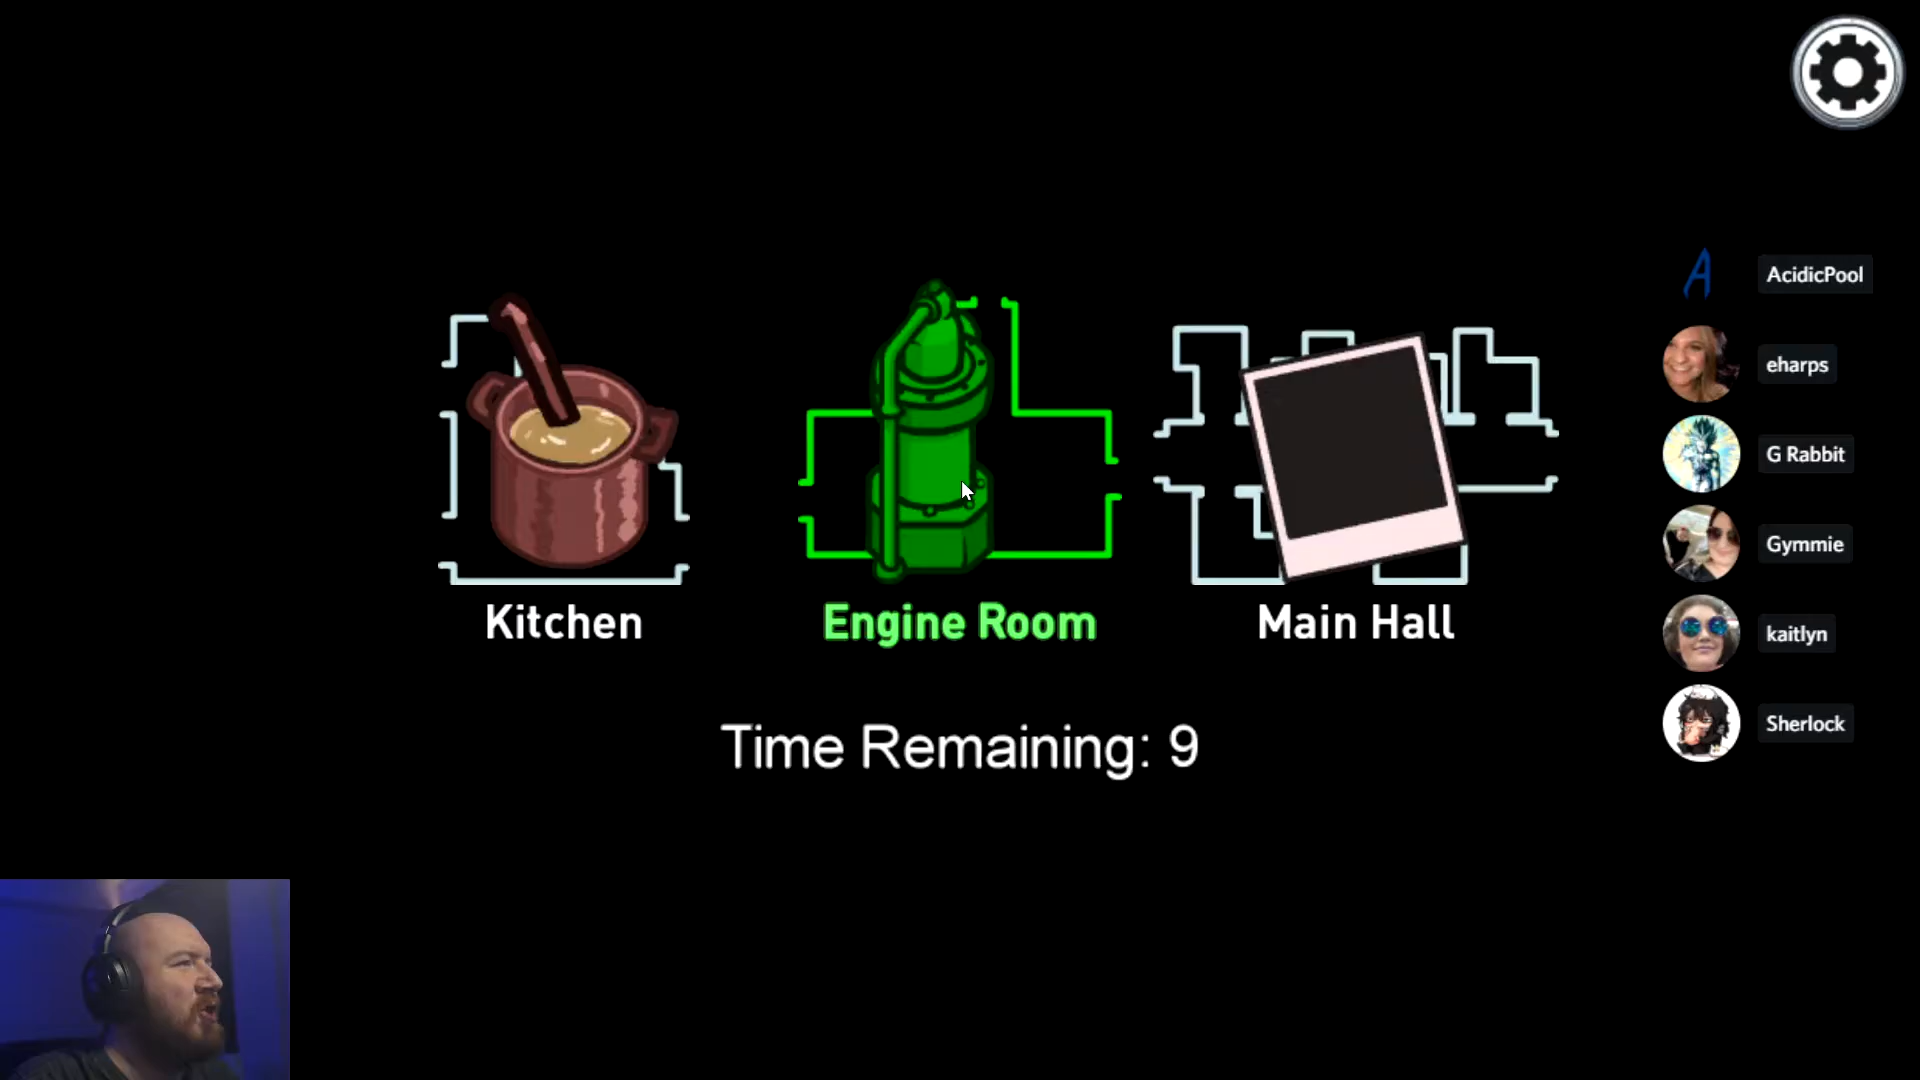 AcidicPool
eharps
G Rabbit
Gymmie
kaitlyn
Sherlock
Kitchen
Engine Room
Main Hall
Time Remaining: 9